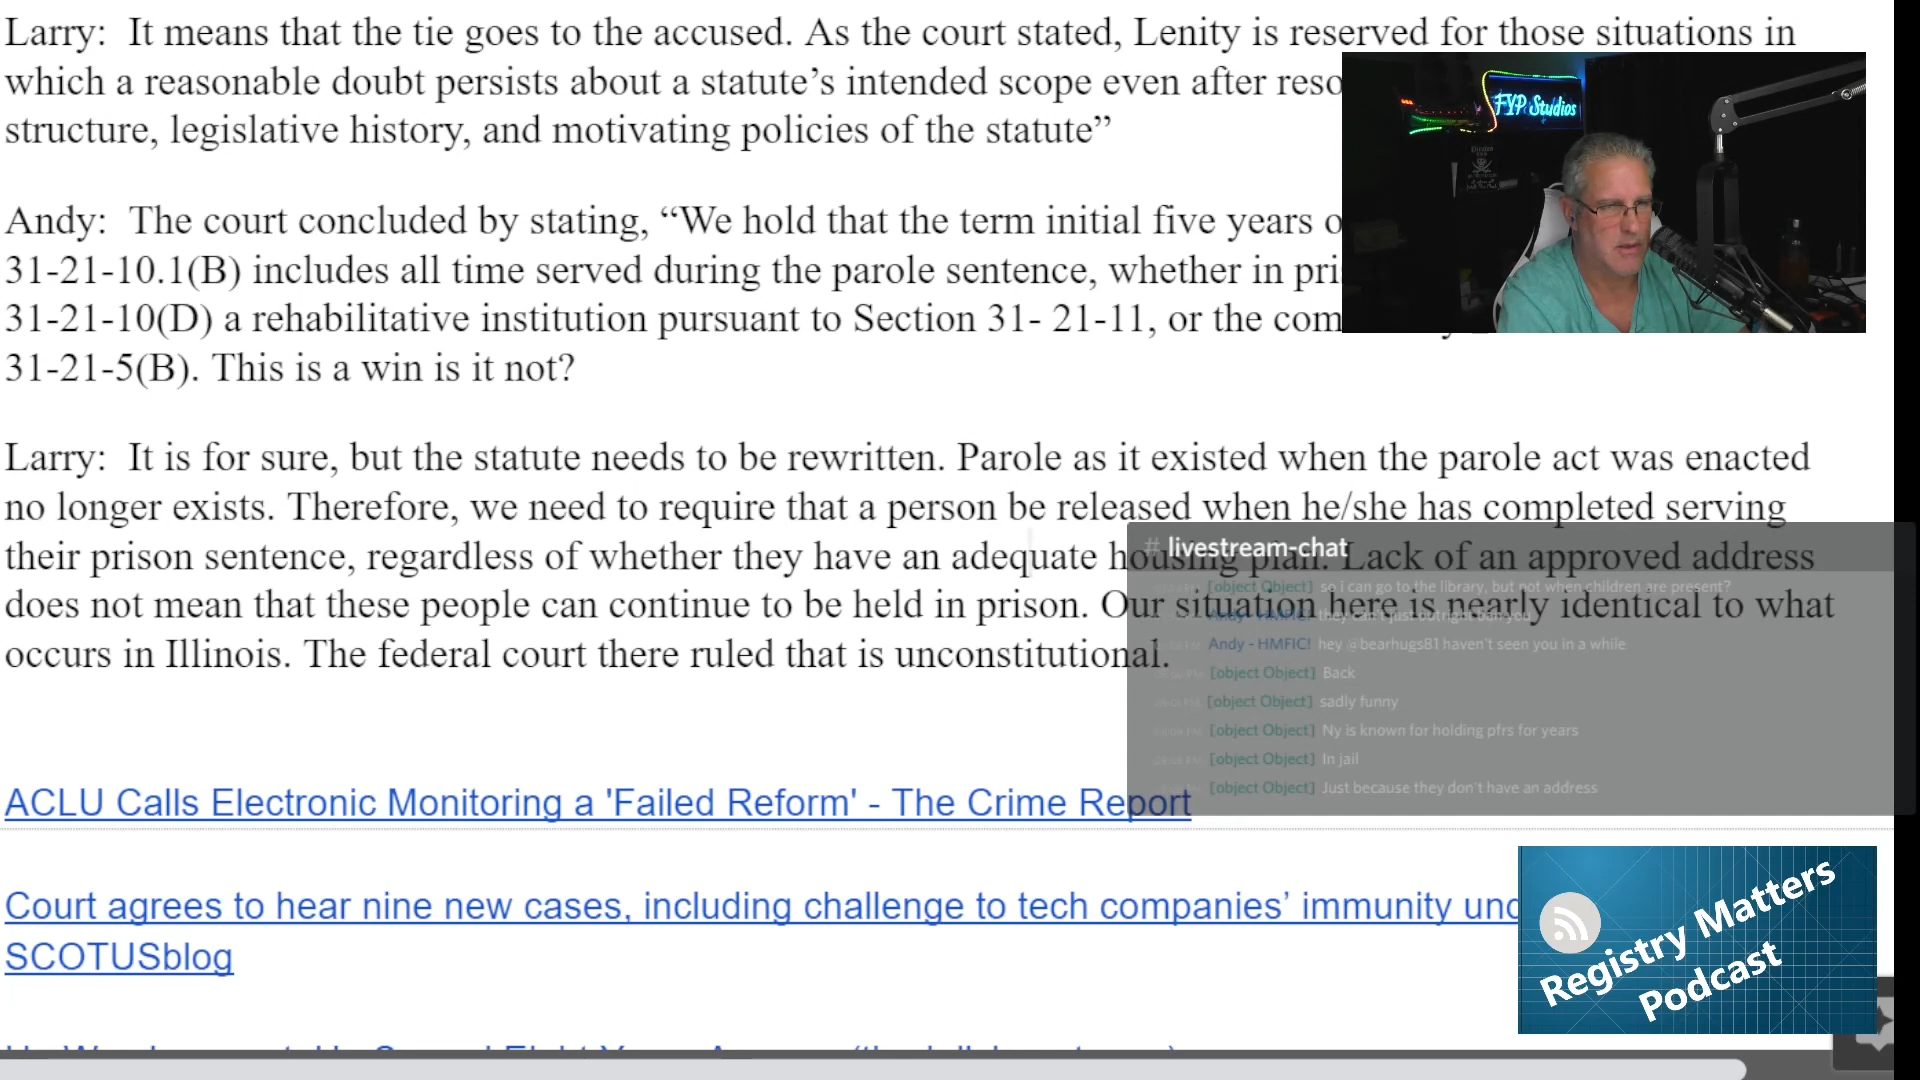 Larry: It means that the tie goes to the accused. As the court stated, Lenity is reserved for those situations in
which a reasonable doubt persists about a statute’s intended scope even after reso
structure, legislative history, and motivating policies of the statute”
FYP Studios
Andy: The court concluded by stating, “We hold that the term initial five years o
31-21-10.1(B) includes all time served during the parole sentence, whether in pri
31-21-10(D) a rehabilitative institution pursuant to Section 31- 21-11, or the com
31-21-5(B). This is a win is it not?
Larry: It is for sure, but the statute needs to be rewritten. Parole as it existed when the parole act was enacted
no longer exists. Therefore, we need to require that a person be released when he/she has completed serving
their prison sentence, regardless of whether they have an adequate housing plan. Lack of an approved address
does not mean that these people can continue to be held in prison. Our situation here is nearly identical to what
occurs in Illinois. The federal court there ruled that is unconstitutional.
# livestream-chat
[object Object] so i can go to the library, but not when children are present?
Andy - HMFIC! they can't just outright ban you
Andy - HMFIC! hey @bearhugs81 haven't seen you in a while
[object Object] Back
[object Object] sadly funny
[object Object] Ny is known for holding pfrs for years
[object Object] In jail
[object Object] Just because they don't have an address
ACLU Calls Electronic Monitoring a 'Failed Reform' - The Crime Report
Court agrees to hear nine new cases, including challenge to tech companies’ immunity und
SCOTUSblog
Registry Matters
Podcast